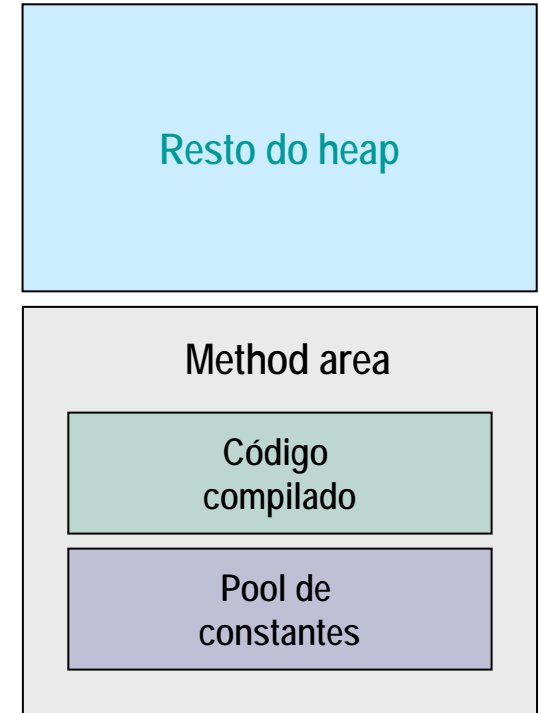 Resto do heap
Method area
Código
compilado
Pool de
constantes